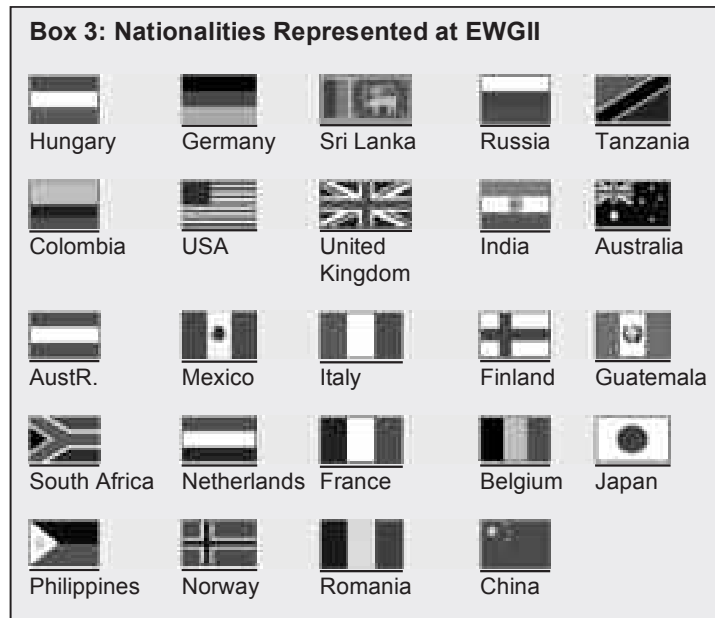 Box 3: Nationalities Represented at EWGII
Hungary Germany Sri Lanka Russia Tanzania
Colombia USA United Kingdom India Australia
AustR. Mexico Italy Finland Guatemala
South Africa Netherlands France Belgium Japan
Philippines Norway Romania China